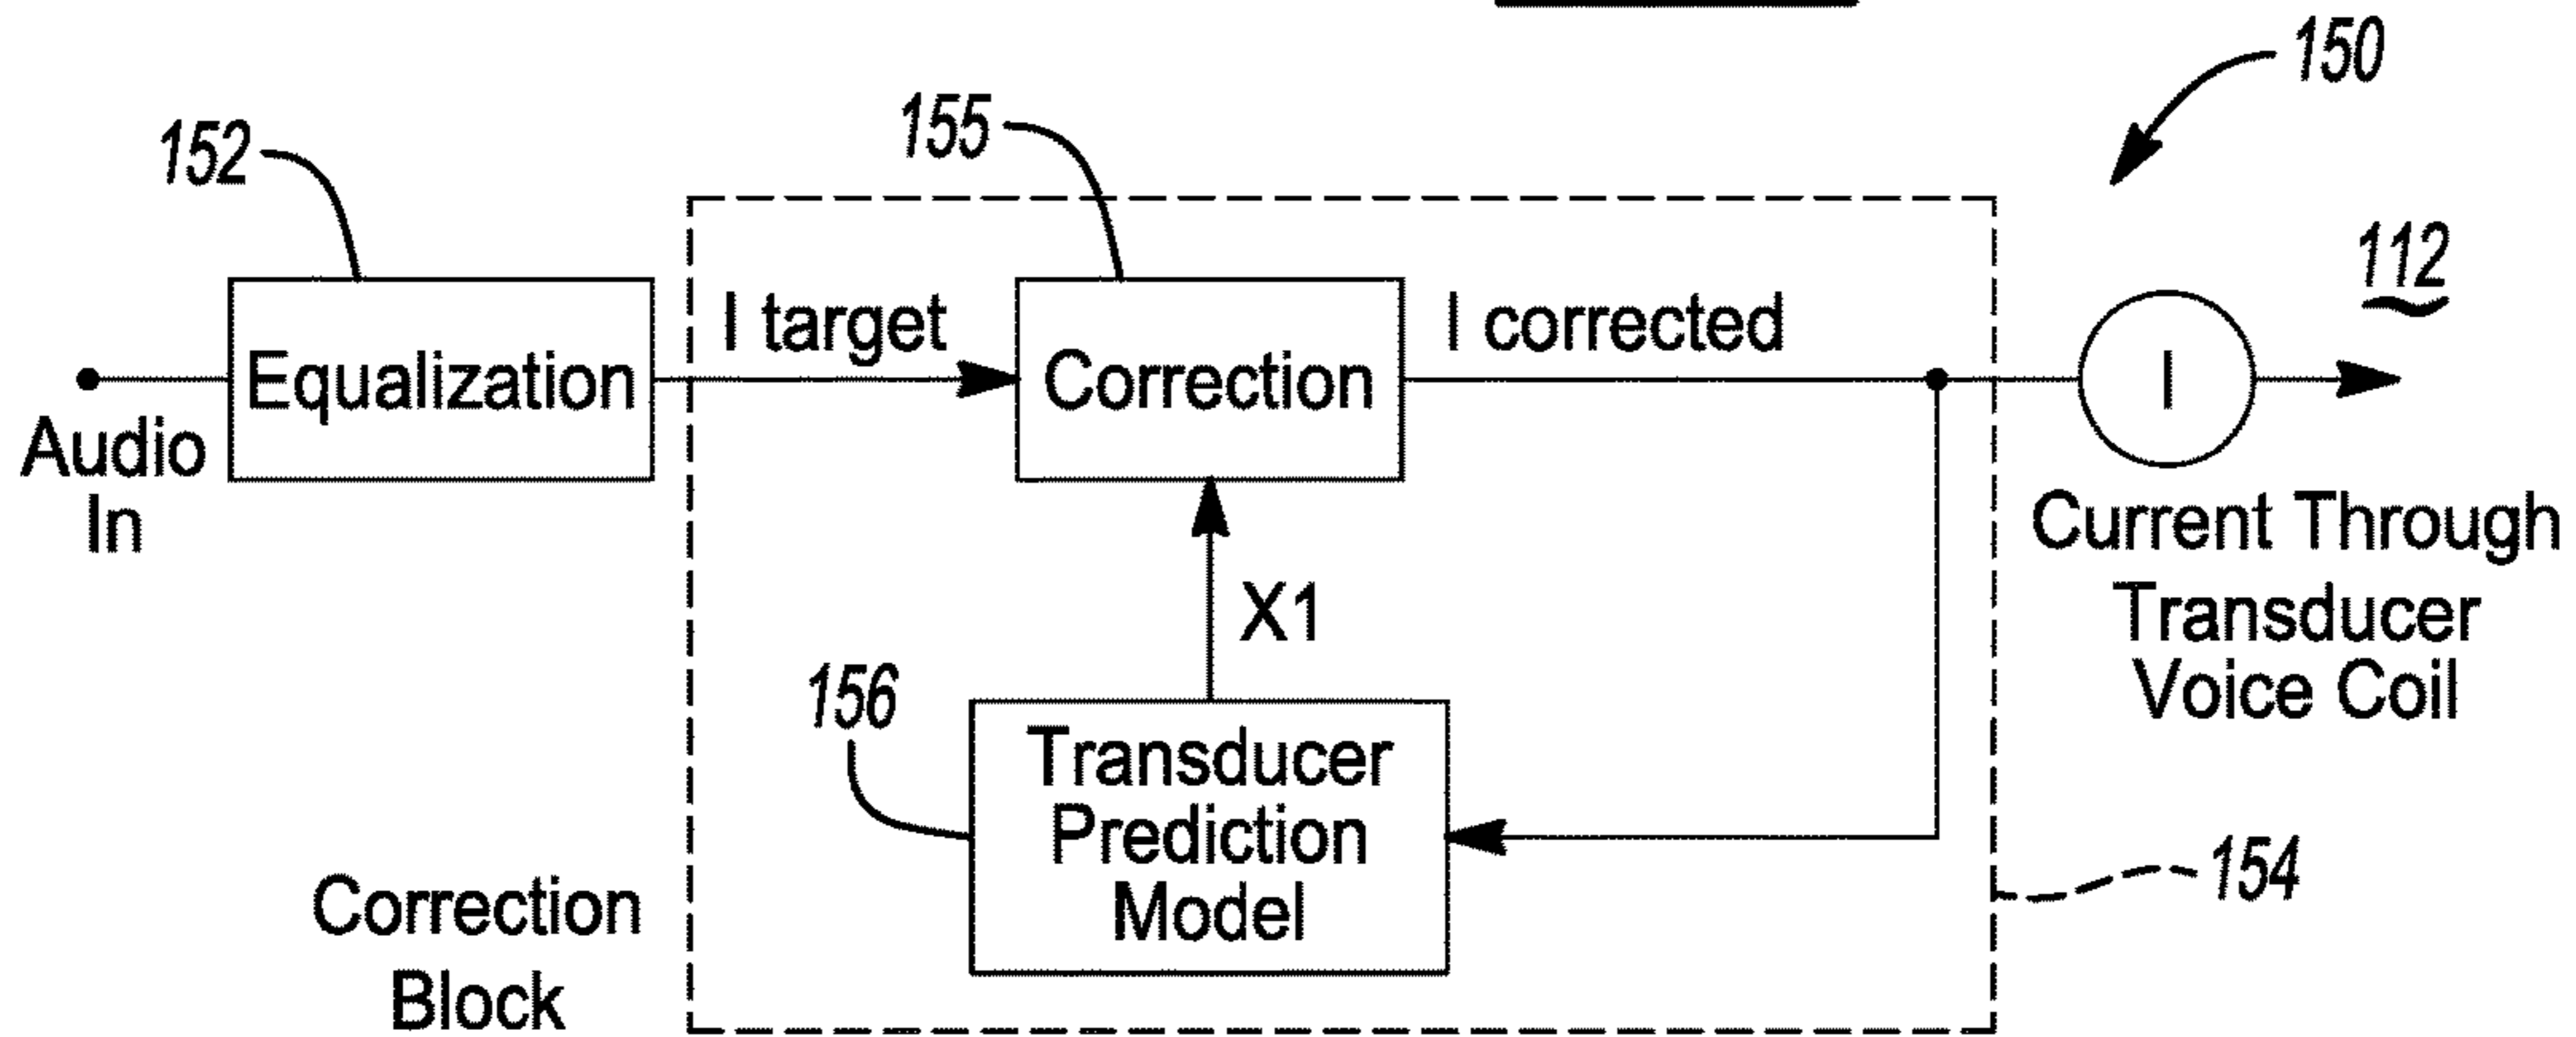 150
155
152
112
I target
I corrected
Equalization
Correction
I
Audio
In
Current Through
Transducer
Voice Coil
X1
156
Transducer
Prediction
Model
154
Correction
Block